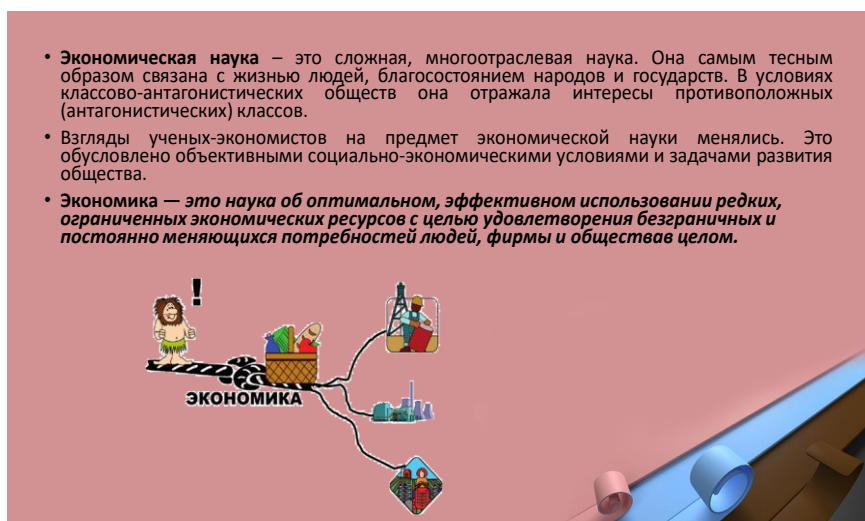 • Экономическая наука – это сложная, многоотраслевая наука. Она самым тесным
образом связана с жизнью людей, благосостоянием народов и государств. В условиях
классово-антагонистических обществ она отражала интересы противоположных
(антагонистических) классов.
• Взгляды ученых-экономистов на предмет экономической науки менялись. Это
обусловлено объективными социально-экономическими условиями и задачами развития
общества.
• Экономика — это наука об оптимальном, эффективном использовании редких,
ограниченных экономических ресурсов с целью удовлетворения безграничных и
постоянно меняющихся потребностей людей, фирмы и обществав целом.
!
ЭКОНОМИКА